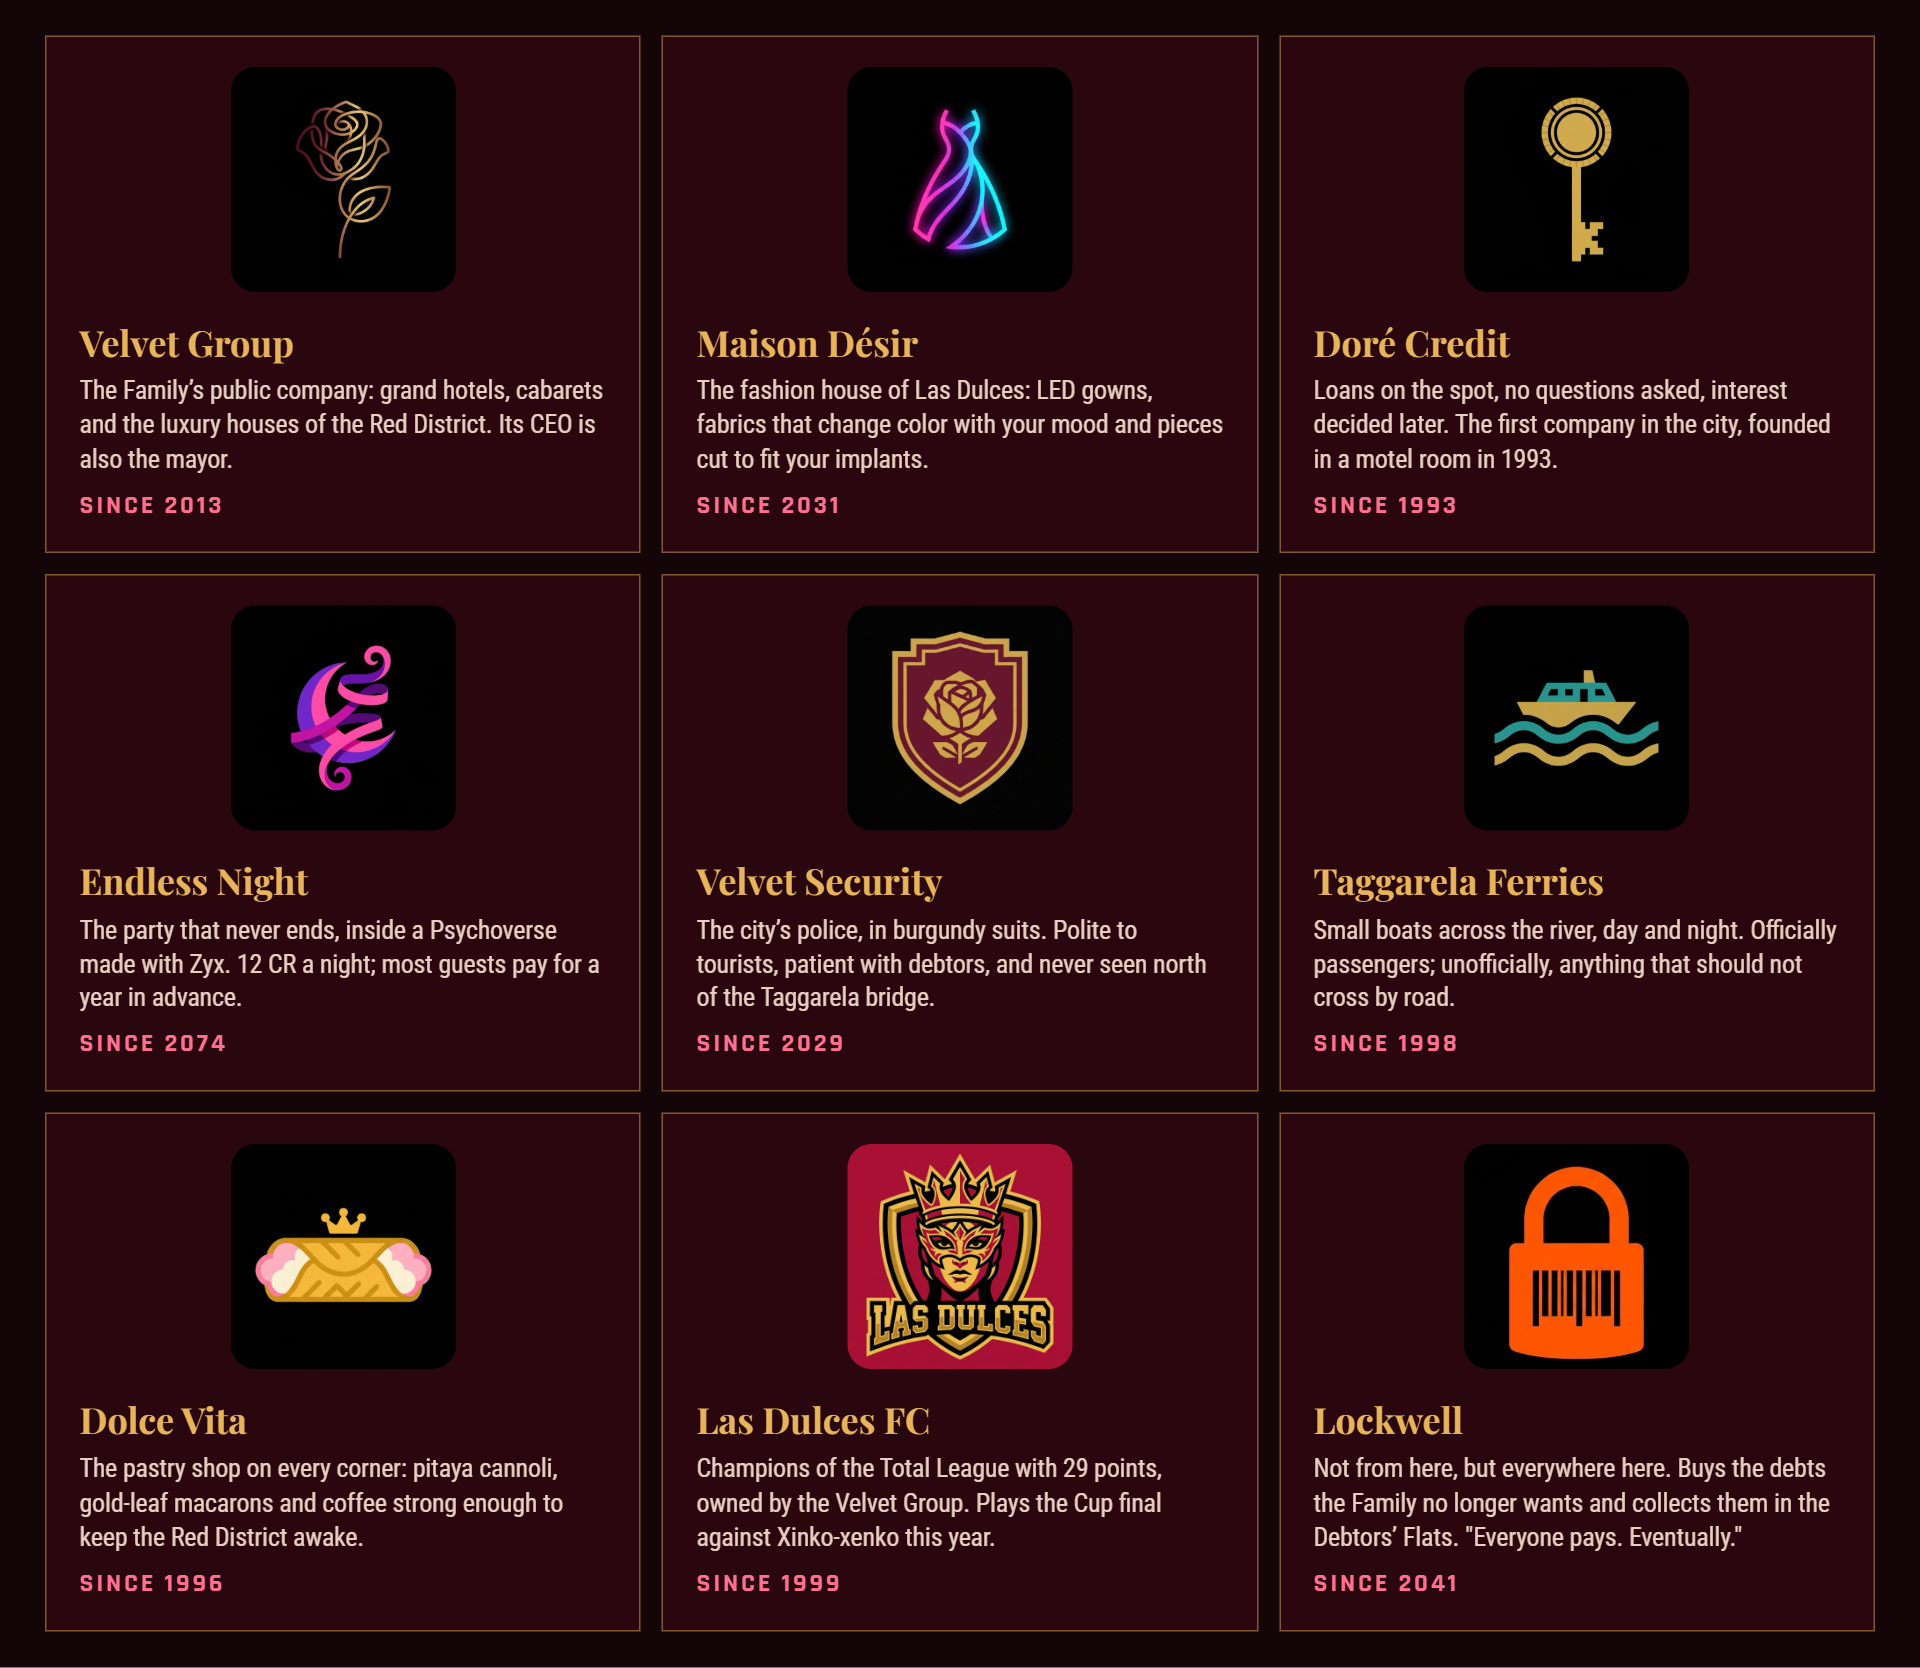 Velvet Group
The Family’s public company: grand hotels, cabarets
and the luxury houses of the Red District. Its CEO is
also the mayor.
SINCE 2013
Maison Désir
The fashion house of Las Dulces: LED gowns,
fabrics that change color with your mood and pieces
cut to fit your implants.
SINCE 2031
Doré Credit
Loans on the spot, no questions asked, interest
decided later. The first company in the city, founded
in a motel room in 1993.
SINCE 1993
Endless Night
The party that never ends, inside a Psychoverse
made with Zyx. 12 CR a night; most guests pay for a
year in advance.
SINCE 2074
Velvet Security
The city’s police, in burgundy suits. Polite to
tourists, patient with debtors, and never seen north
of the Taggarela bridge.
SINCE 2029
Taggarela Ferries
Small boats across the river, day and night. Officially
passengers; unofficially, anything that should not
cross by road.
SINCE 1998
Dolce Vita
The pastry shop on every corner: pitaya cannoli,
gold-leaf macarons and coffee strong enough to
keep the Red District awake.
SINCE 1996
LAS DULCES
Las Dulces FC
Champions of the Total League with 29 points,
owned by the Velvet Group. Plays the Cup final
against Xinko-xenko this year.
SINCE 1999
Lockwell
Not from here, but everywhere here. Buys the debts
the Family no longer wants and collects them in the
Debtors’ Flats. "Everyone pays. Eventually."
SINCE 2041